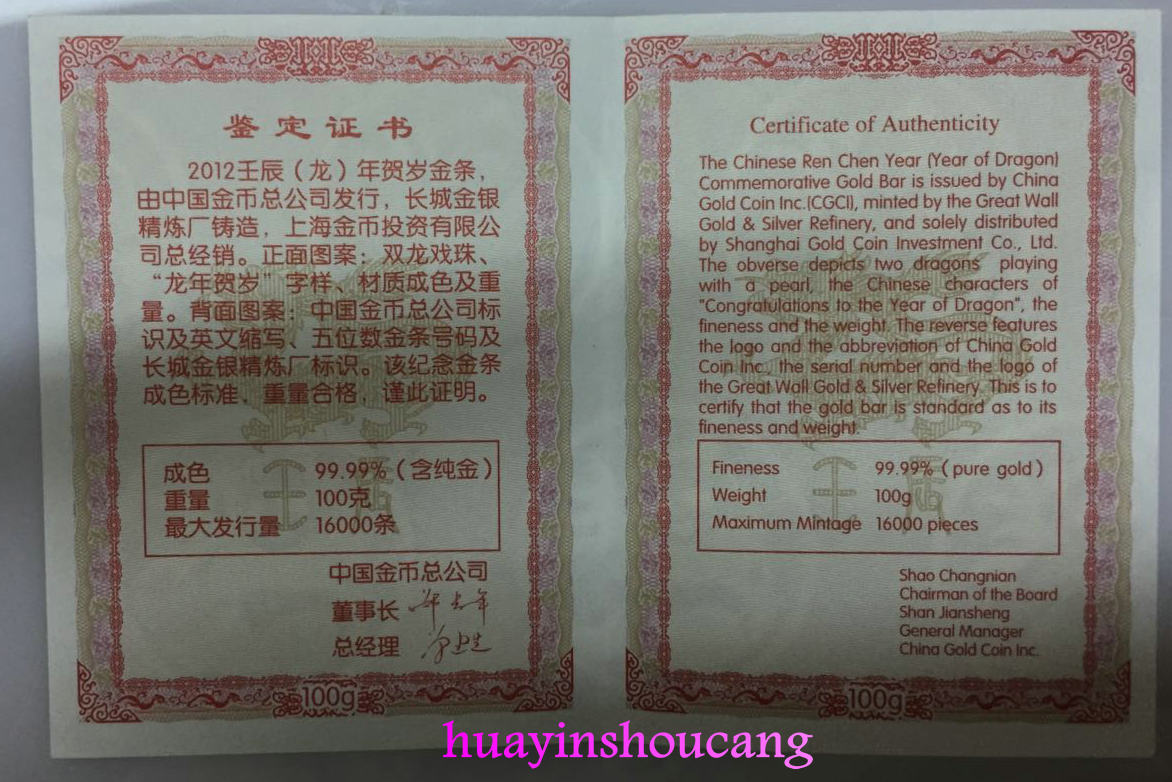 鉴定证书
2012壬辰（龙）年贺岁金条，
由中国金币总公司发行，长城金银
精炼厂铸造，上海金币投资有限公
司总经销。正面图案：双龙戏珠、
“龙年贺岁”字样、材质成色及重
量。背面图案：中国金币总公司标
识及英文缩写、五位数金条号码及
长城金银精炼厂标识。该纪念金条
成色标准，重量合格，谨此证明。
成色 99.99%（含纯金）
重量 100克
最大发行量 16000条
中国金币总公司
董事长
总经理
100g
Certificate of Authenticity
The Chinese Ren Chen Year (Year of Dragon)
Commemorative Gold Bar is issued by China
Gold Coin Inc.(CGCI), minted by the Great Wall
Gold & Silver Refinery, and solely distributed
by Shanghai Gold Coin Investment Co., Ltd.
The obverse depicts two dragons playing
with a pearl, the Chinese characters of
"Congratulations to the Year of Dragon", the
fineness and the weight. The reverse features
the logo and the abbreviation of China Gold
Coin Inc., the serial number and the logo of
the Great Wall Gold & Silver Refinery. This is to
certify that the gold bar is standard as to its
fineness and weight.
Fineness 99.99% (pure gold)
Weight 100g
Maximum Mintage 16000 pieces
Shao Changnian
Chairman of the Board
Shan Jiansheng
General Manager
China Gold Coin Inc.
100g
huayinshoucang